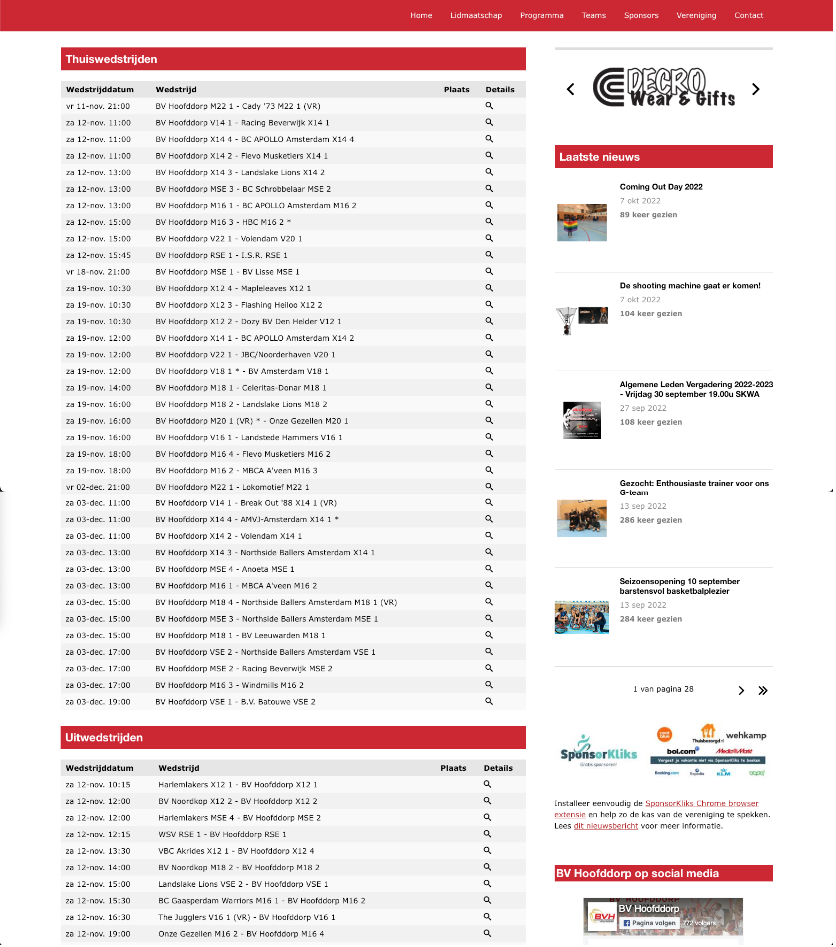 Home Lidmaatschap Programma Teams Sponsors Vereniging Contact
Thuiswedstrijden
Wedstrijddatum Wedstrijd Plaats Details
vr 11-nov. 21:00 BV Hoofddorp M22 1 - Cady '73 M22 1 (VR)
za 12-nov. 11:00 BV Hoofddorp V14 1 - Racing Beverwijk X14 1
za 12-nov. 11:00 BV Hoofddorp X14 4 - BC APOLLO Amsterdam X14 4
za 12-nov. 11:00 BV Hoofddorp X14 2 - Flevo Musketiers X14 1
za 12-nov. 13:00 BV Hoofddorp X14 3 - Landslake Lions X14 2
za 12-nov. 13:00 BV Hoofddorp MSE 3 - BC Schrobbelaar MSE 2
za 12-nov. 13:00 BV Hoofddorp M16 1 - BC APOLLO Amsterdam M16 2
za 12-nov. 15:00 BV Hoofddorp M16 3 - HBC M16 2 *
za 12-nov. 15:00 BV Hoofddorp V22 1 - Volendam V20 1
za 12-nov. 15:45 BV Hoofddorp RSE 1 - I.S.R. RSE 1
vr 18-nov. 21:00 BV Hoofddorp MSE 1 - BV Lisse MSE 1
za 19-nov. 10:30 BV Hoofddorp X12 4 - Mapleleaves X12 1
za 19-nov. 10:30 BV Hoofddorp X12 3 - Flashing Heiloo X12 2
za 19-nov. 10:30 BV Hoofddorp X12 2 - Dozy BV Den Helder V12 1
za 19-nov. 12:00 BV Hoofddorp X14 1 - BC APOLLO Amsterdam X14 2
za 19-nov. 12:00 BV Hoofddorp V22 1 - JBC/Noorderhaven V20 1
za 19-nov. 12:00 BV Hoofddorp V18 1 * - BV Amsterdam V18 1
za 19-nov. 14:00 BV Hoofddorp M18 1 - Celeritas-Donar M18 1
za 19-nov. 16:00 BV Hoofddorp M18 2 - Landslake Lions M18 2
za 19-nov. 16:00 BV Hoofddorp M20 1 (VR) * - Onze Gezellen M20 1
za 19-nov. 16:00 BV Hoofddorp V16 1 - Landstede Hammers V16 1
za 19-nov. 18:00 BV Hoofddorp M16 4 - Flevo Musketiers M16 2
za 19-nov. 18:00 BV Hoofddorp M16 2 - MBCA A'veen M16 3
vr 02-dec. 21:00 BV Hoofddorp M22 1 - Lokomotief M22 1
za 03-dec. 11:00 BV Hoofddorp V14 1 - Break Out '88 X14 1 (VR)
za 03-dec. 11:00 BV Hoofddorp X14 4 - AMVJ-Amsterdam X14 1 *
za 03-dec. 11:00 BV Hoofddorp X14 2 - Volendam X14 1
za 03-dec. 13:00 BV Hoofddorp X14 3 - Northside Ballers Amsterdam X14 1
za 03-dec. 13:00 BV Hoofddorp MSE 4 - Anoeta MSE 1
za 03-dec. 13:00 BV Hoofddorp M16 1 - MBCA A'veen M16 2
za 03-dec. 15:00 BV Hoofddorp M18 4 - Northside Ballers Amsterdam M18 1 (VR)
za 03-dec. 15:00 BV Hoofddorp MSE 3 - Northside Ballers Amsterdam MSE 1
za 03-dec. 15:00 BV Hoofddorp M18 1 - BV Leeuwarden M18 1
za 03-dec. 17:00 BV Hoofddorp VSE 2 - Northside Ballers Amsterdam VSE 1
za 03-dec. 17:00 BV Hoofddorp MSE 2 - Racing Beverwijk MSE 2
za 03-dec. 17:00 BV Hoofddorp M16 3 - Windmills M16 2
za 03-dec. 19:00 BV Hoofddorp VSE 1 - B.V. Batouwe VSE 2
Uitwedstrijden
Wedstrijddatum Wedstrijd Plaats Details
za 12-nov. 10:15 Harlemlakers X12 1 - BV Hoofddorp X12 1
za 12-nov. 12:00 BV Noordkop X12 2 - BV Hoofddorp X12 2
za 12-nov. 12:00 Harlemlakers MSE 4 - BV Hoofddorp MSE 2
za 12-nov. 12:15 WSV RSE 1 - BV Hoofddorp RSE 1
za 12-nov. 13:30 VBC Akrides X12 1 - BV Hoofddorp X12 4
za 12-nov. 14:00 BV Noordkop M18 2 - BV Hoofddorp M18 2
za 12-nov. 15:00 Landslake Lions VSE 2 - BV Hoofddorp VSE 1
za 12-nov. 15:30 BC Gaasperdam Warriors M16 1 - BV Hoofddorp M16 2
za 12-nov. 16:30 The Jugglers V16 1 (VR) - BV Hoofddorp V16 1
za 12-nov. 19:00 Onze Gezellen M16 2 - BV Hoofddorp M16 4
DECRO
Wear & Gifts
Laatste nieuws
Coming Out Day 2022
7 okt 2022
89 keer gezien
De shooting machine gaat er komen!
7 okt 2022
104 keer gezien
Algemene Leden Vergadering 2022-2023
- Vrijdag 30 september 19.00u SKWA
27 sep 2022
108 keer gezien
Gezocht: Enthousiaste trainer voor ons
G-team
13 sep 2022
286 keer gezien
Seizoensopening 10 september
barstensvol basketbalplezier
13 sep 2022
284 keer gezien
1 van pagina 28
SponsorKliks
Gratis sponsoren!
Thuisbezorgd.nl wehkamp
bol.com MediaMarkt
Vergeet je vakantie niet via SponsorKliks te boeken
Booking.com Expedia KLM
Installeer eenvoudig de SponsorKliks Chrome browser
extensie en help zo de kas van de vereniging te spekken.
Lees dit nieuwsbericht voor meer informatie.
BV Hoofddorp op social media
BV HOOFDDORP
BVH
BV Hoofddorp
Pagina volgen 772 volgers